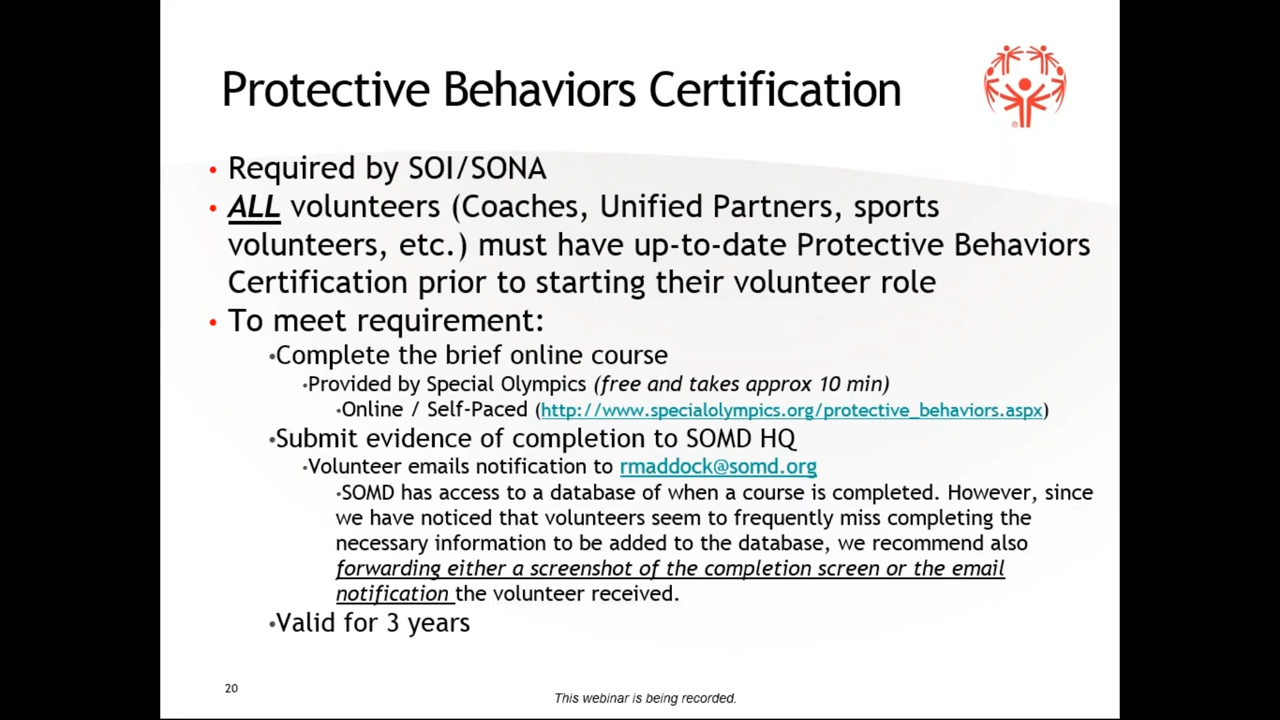 Protective Behaviors Certification
• Required by SOI/SONA
• ALL volunteers (Coaches, Unified Partners, sports
volunteers, etc.) must have up-to-date Protective Behaviors
Certification prior to starting their volunteer role
• To meet requirement:
•Complete the brief online course
•Provided by Special Olympics (free and takes approx 10 min)
•Online / Self-Paced (http://www.specialolympics.org/protective_behaviors.aspx)
•Submit evidence of completion to SOMD HQ
•Volunteer emails notification to rmaddock@somd.org
•SOMD has access to a database of when a course is completed. However, since
we have noticed that volunteers seem to frequently miss completing the
necessary information to be added to the database, we recommend also
forwarding either a screenshot of the completion screen or the email
notification the volunteer received.
•Valid for 3 years
20
This webinar is being recorded.